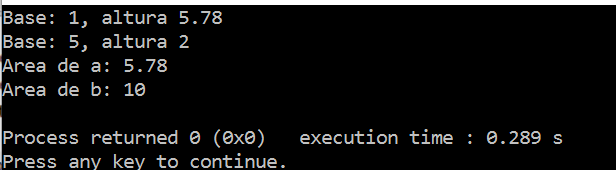 Base: 1, altura 5.78
Base: 5, altura 2
Area de a: 5.78
Area de b: 10
Process returned 0 (0x0)   execution time : 0.289 s
Press any key to continue.